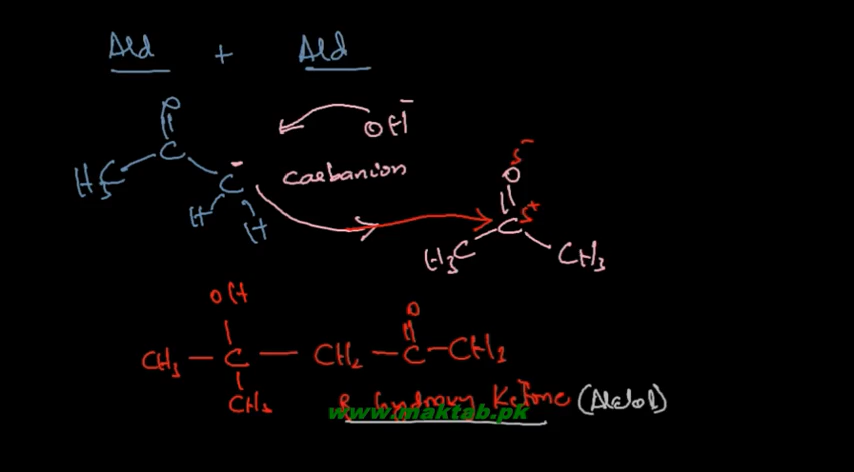 Ald + Ald
O
OH⁻
H₃C C C⁻ carbanion
H H
O δ⁻
C δ⁺
H₃C CH₃
OH O
CH₃ — C — CH₂ — C — CH₃
CH₃
β hydroxy Ketone (Aldol)
www.maktab.pk